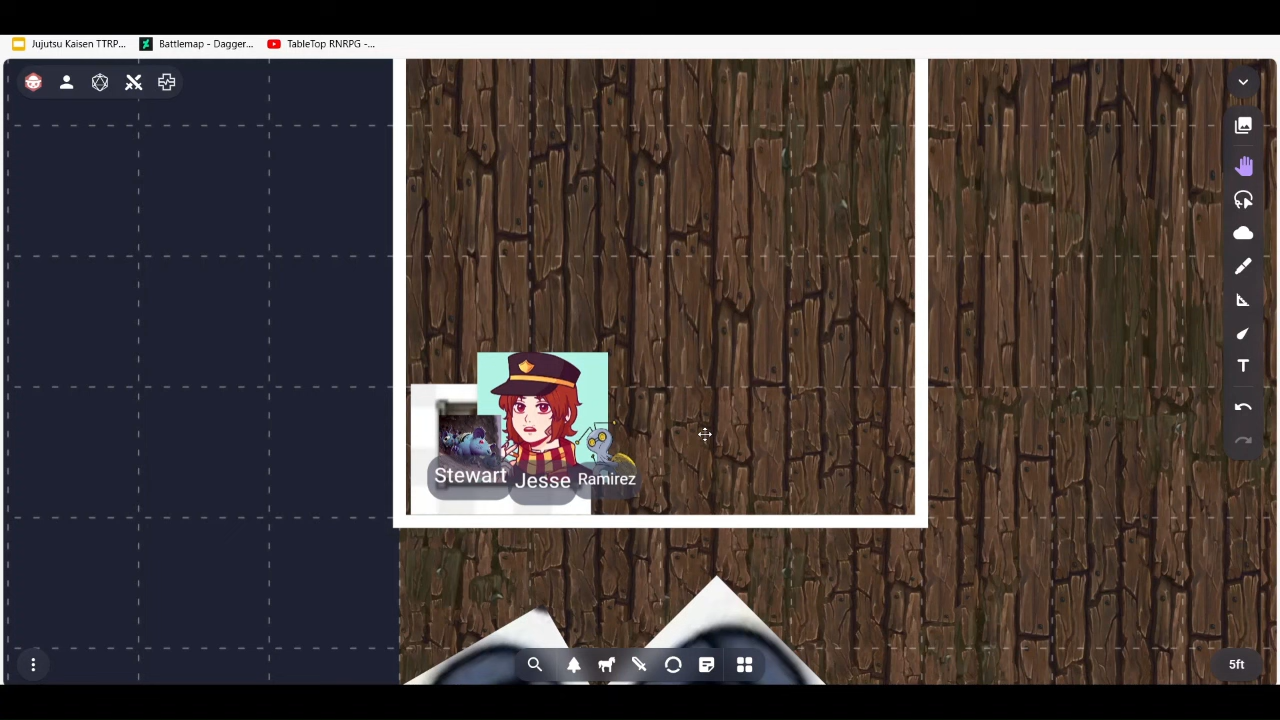 Jujutsu Kaisen TTRP...
Battlemap - Dagger...
TableTop RNRPG -...
Stewart
Jesse
Ramirez
T
5ft